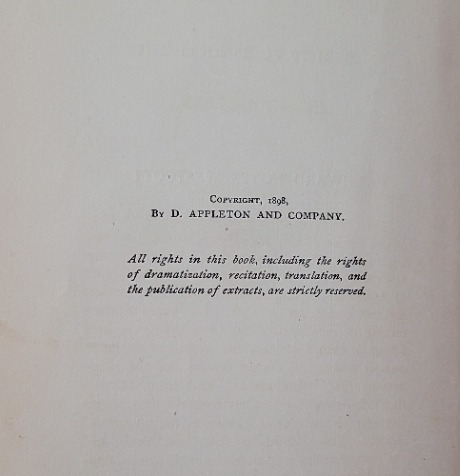 COPYRIGHT, 1898,
BY D. APPLETON AND COMPANY.
All rights in this book, including the rights
of dramatization, recitation, translation, and
the publication of extracts, are strictly reserved.